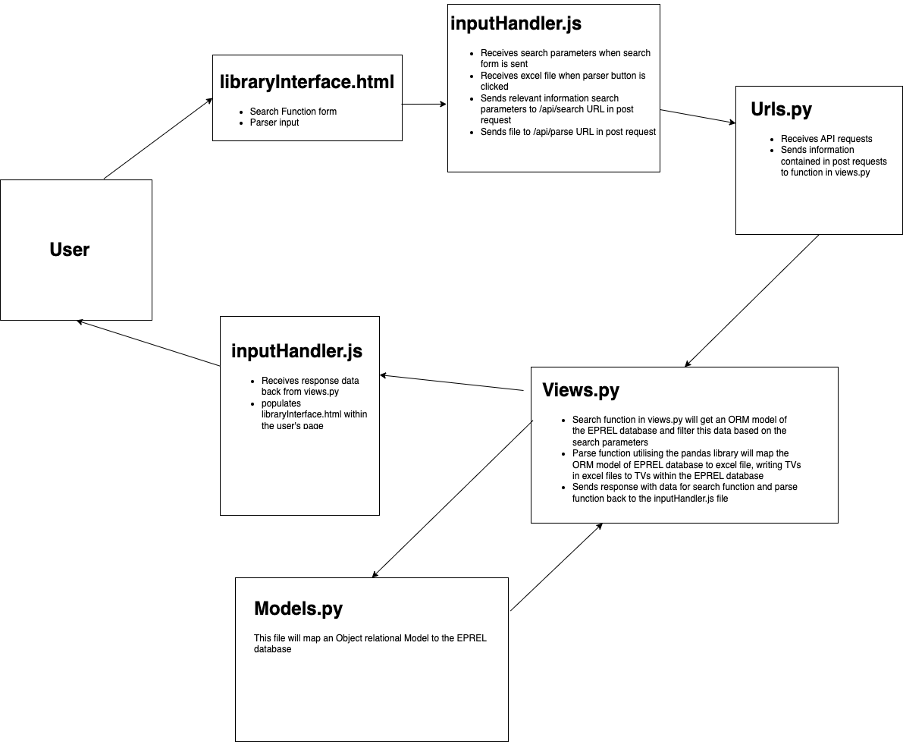 inputHandler.js
• Receives search parameters when search
form is sent
• Receives excel file when parser button is
clicked
• Sends relevant information search
parameters to /api/search URL in post
request
• Sends file to /api/parse URL in post request
libraryInterface.html
• Search Function form
• Parser input
Urls.py
• Receives API requests
• Sends information
contained in post requests
to function in views.py
User
inputHandler.js
• Receives response data
back from views.py
• populates
libraryInterface.html within
the user's page
Views.py
• Search function in views.py will get an ORM model of
the EPREL database and filter this data based on the
search parameters
• Parse function utilising the pandas library will map the
ORM model of EPREL database to excel file, writing TVs
in excel files to TVs within the EPREL database
• Sends response with data for search function and parse
function back to the inputHandler.js file
Models.py
This file will map an Object relational Model to the EPREL
database